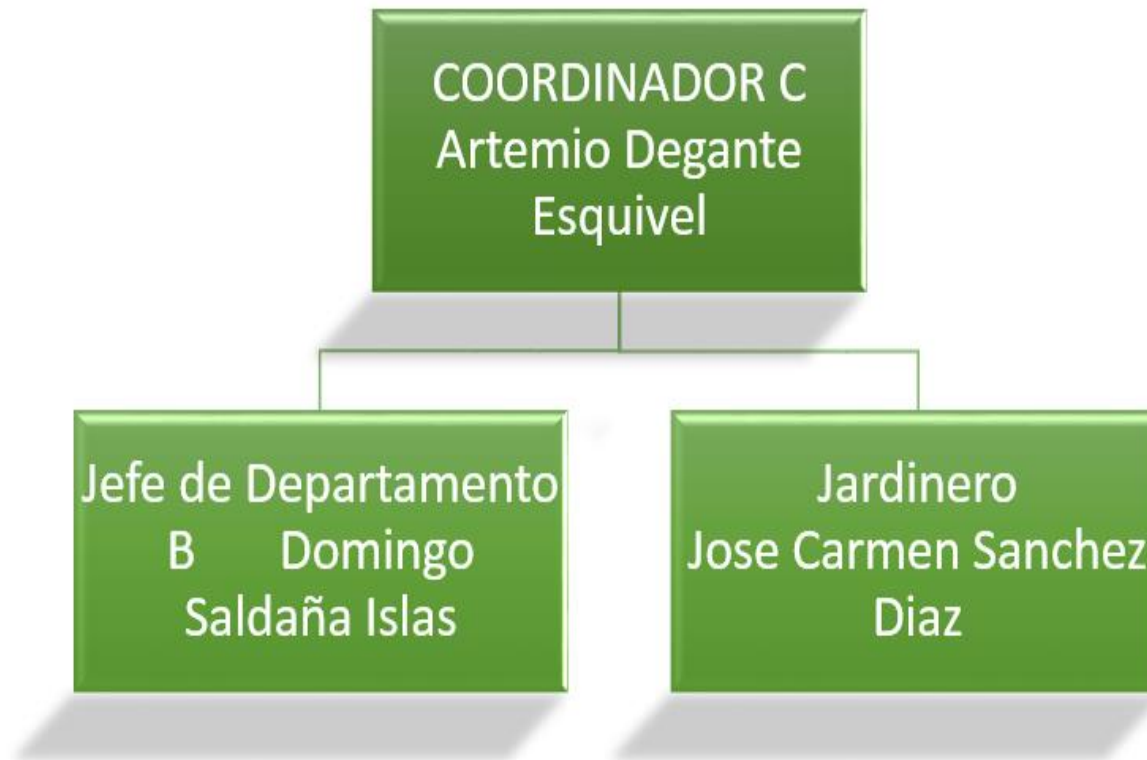 COORDINADOR C
Artemio Degante
Esquivel
Jefe de Departamento
B Domingo
Saldaña Islas
Jardinero
Jose Carmen Sanchez
Diaz